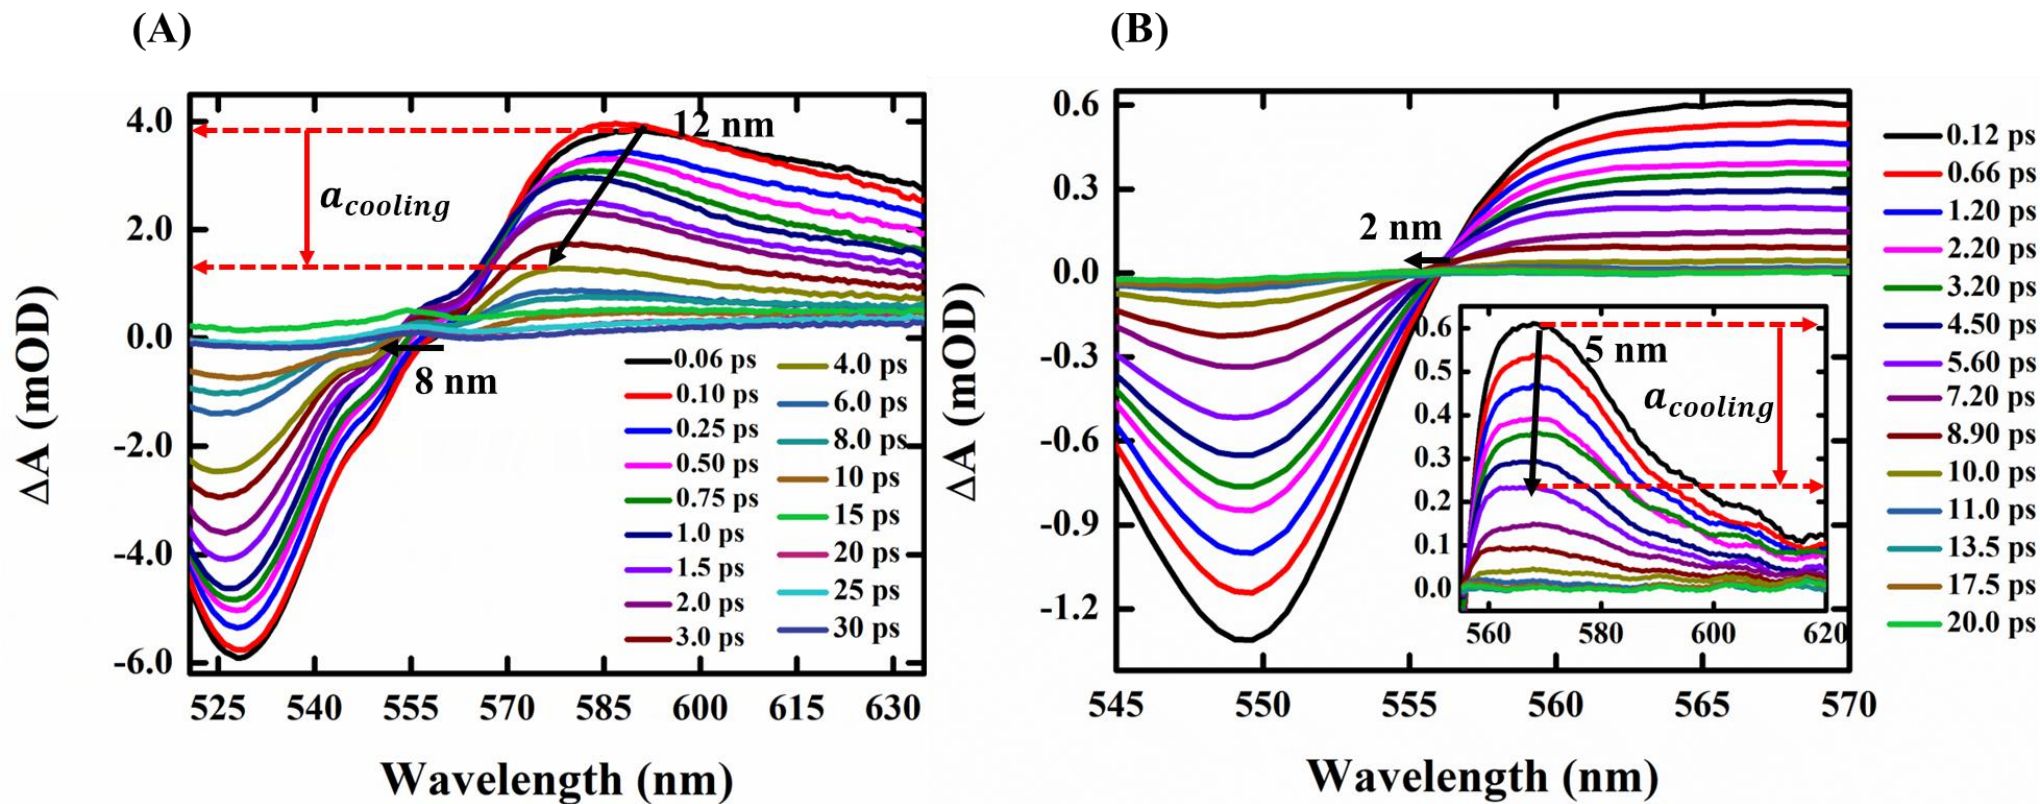 (A)
ΔA (mOD)
4.0
2.0
0.0
-2.0
-4.0
-6.0
12 nm
a_cooling
8 nm
0.06 ps
0.10 ps
0.25 ps
0.50 ps
0.75 ps
1.0 ps
1.5 ps
2.0 ps
3.0 ps
4.0 ps
6.0 ps
8.0 ps
10 ps
15 ps
20 ps
25 ps
30 ps
525 540 555 570 585 600 615 630
Wavelength (nm)
(B)
ΔA (mOD)
0.6
0.3
0.0
-0.3
-0.6
-0.9
-1.2
2 nm
0.6
0.5
0.4
0.3
0.2
0.1
0.0
5 nm
a_cooling
560 580 600 620
545 550 555 560 565 570
Wavelength (nm)
0.12 ps
0.66 ps
1.20 ps
2.20 ps
3.20 ps
4.50 ps
5.60 ps
7.20 ps
8.90 ps
10.0 ps
11.0 ps
13.5 ps
17.5 ps
20.0 ps